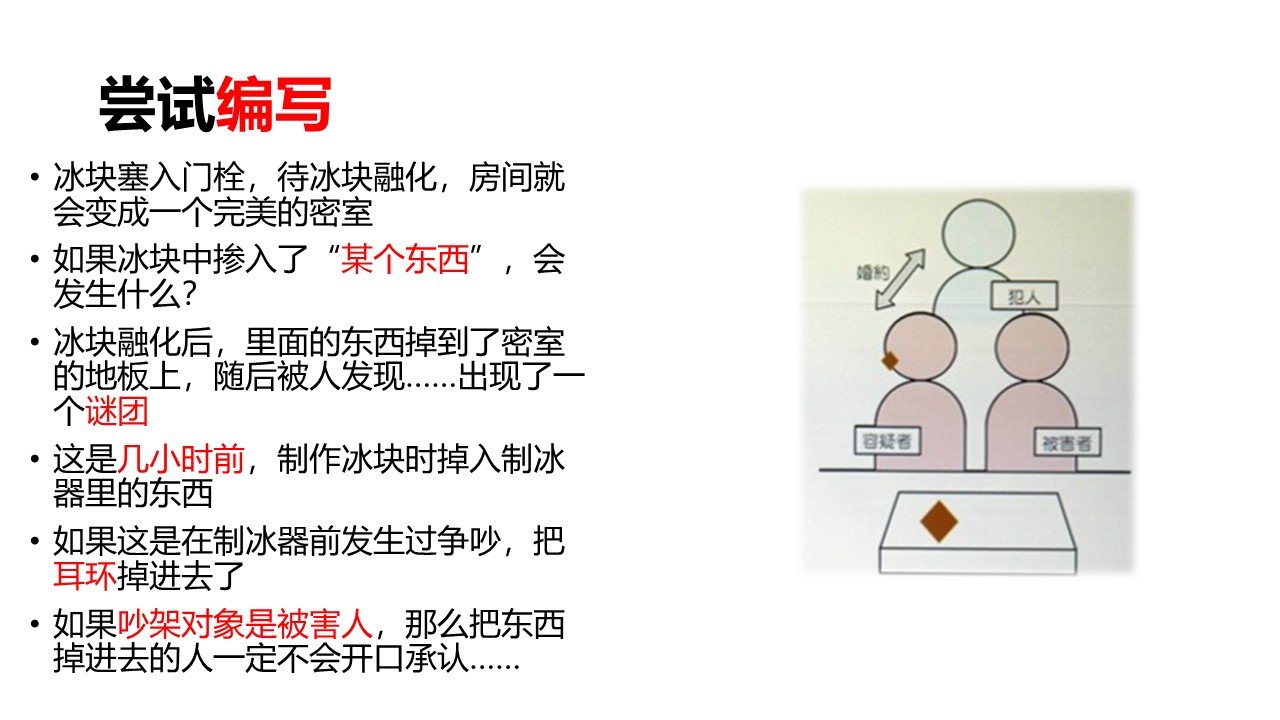 尝试编写
• 冰块塞入门栓，待冰块融化，房间就
会变成一个完美的密室
• 如果冰块中掺入了“某个东西”，会
发生什么？
• 冰块融化后，里面的东西掉到了密室
的地板上，随后被人发现……出现了一
个谜团
• 这是几小时前，制作冰块时掉入制冰
器里的东西
• 如果这是在制冰器前发生过争吵，把
耳环掉进去了
• 如果吵架对象是被害人，那么把东西
掉进去的人一定不会开口承认……
婚約
犯人
容疑者
被害者